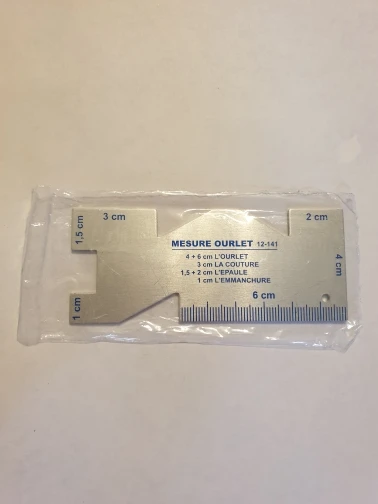 3 cm
2 cm
1,5 cm
MESURE OURLET 12-141
4 + 6 cm L'OURLET
3 cm LA COUTURE
1,5 + 2 cm L'EPAULE
1 cm L'EMMANCHURE
4 cm
6 cm
1 cm